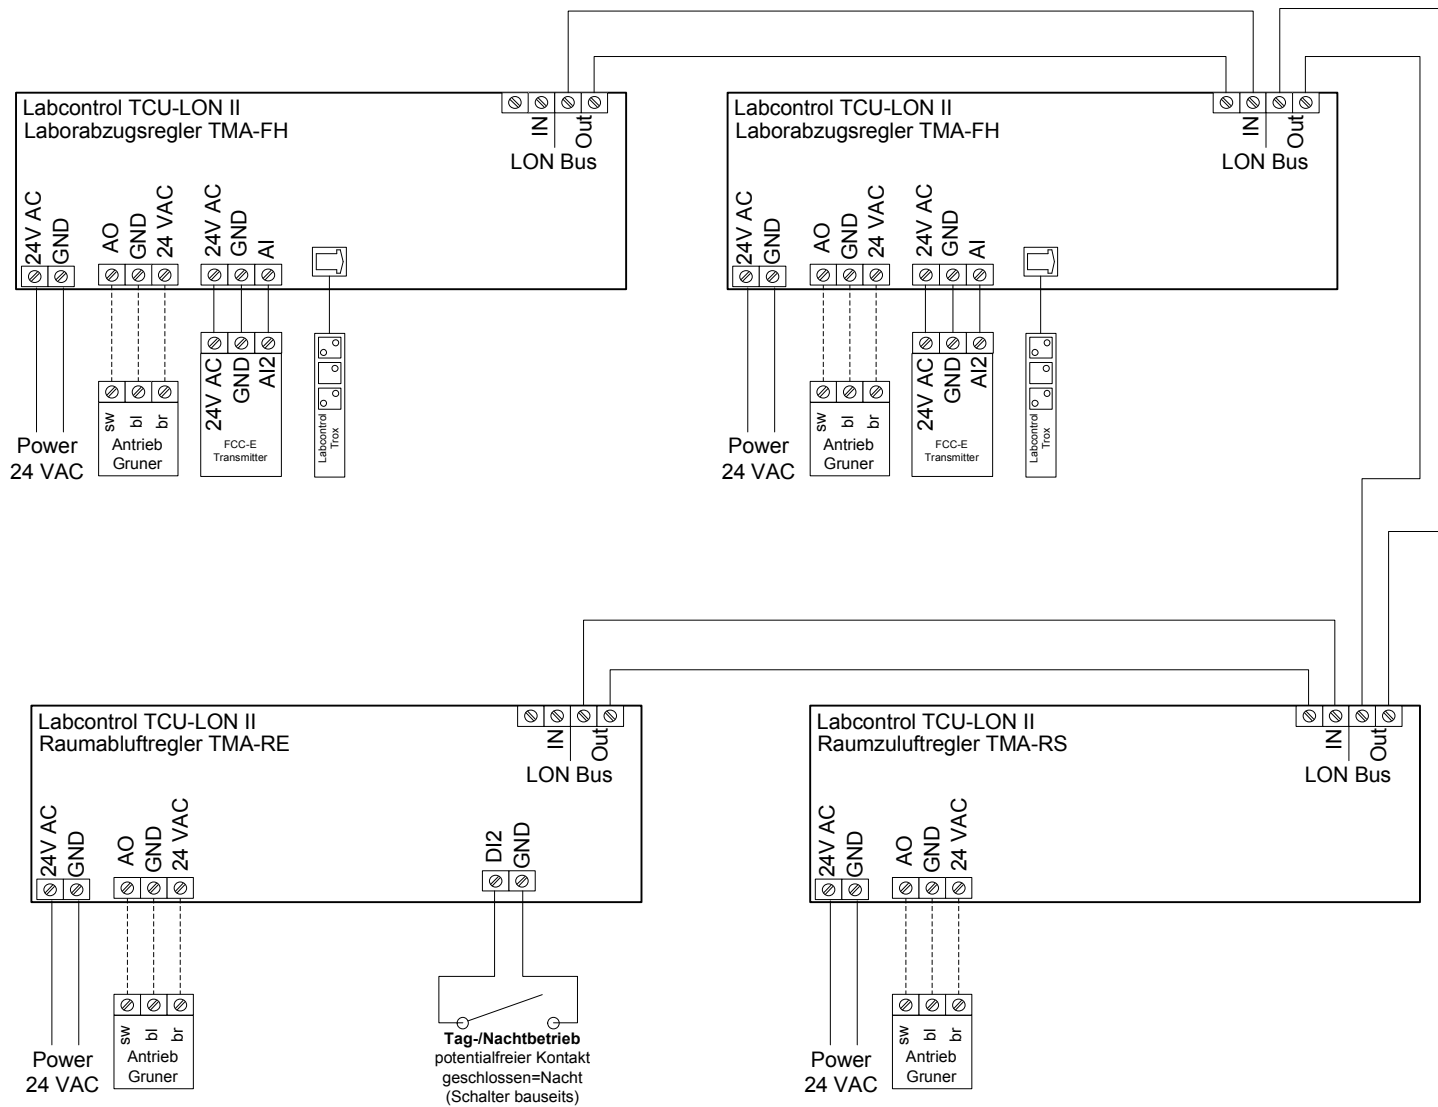 Labcontrol TCU-LON II
Laborabzugsregler TMA-FH
IN
Out
LON Bus
24V AC
GND
AO
GND
24 VAC
24V AC
GND
AI
24V AC
GND
AI2
sw
bl
br
Antrieb
Gruner
FCC-E
Transmitter
Labcontrol
Trox
Power
24 VAC
Labcontrol TCU-LON II
Laborabzugsregler TMA-FH
IN
Out
LON Bus
24V AC
GND
AO
GND
24 VAC
24V AC
GND
AI
24V AC
GND
AI2
sw
bl
br
Antrieb
Gruner
FCC-E
Transmitter
Labcontrol
Trox
Power
24 VAC
Labcontrol TCU-LON II
Raumabluftregler TMA-RE
IN
Out
LON Bus
24V AC
GND
AO
GND
24 VAC
DI2
GND
sw
bl
br
Antrieb
Gruner
Power
24 VAC
Tag-/Nachtbetrieb
potentialfreier Kontakt
geschlossen=Nacht
(Schalter bauseits)
Labcontrol TCU-LON II
Raumzuluftregler TMA-RS
IN
Out
LON Bus
24V AC
GND
AO
GND
24 VAC
sw
bl
br
Antrieb
Gruner
Power
24 VAC